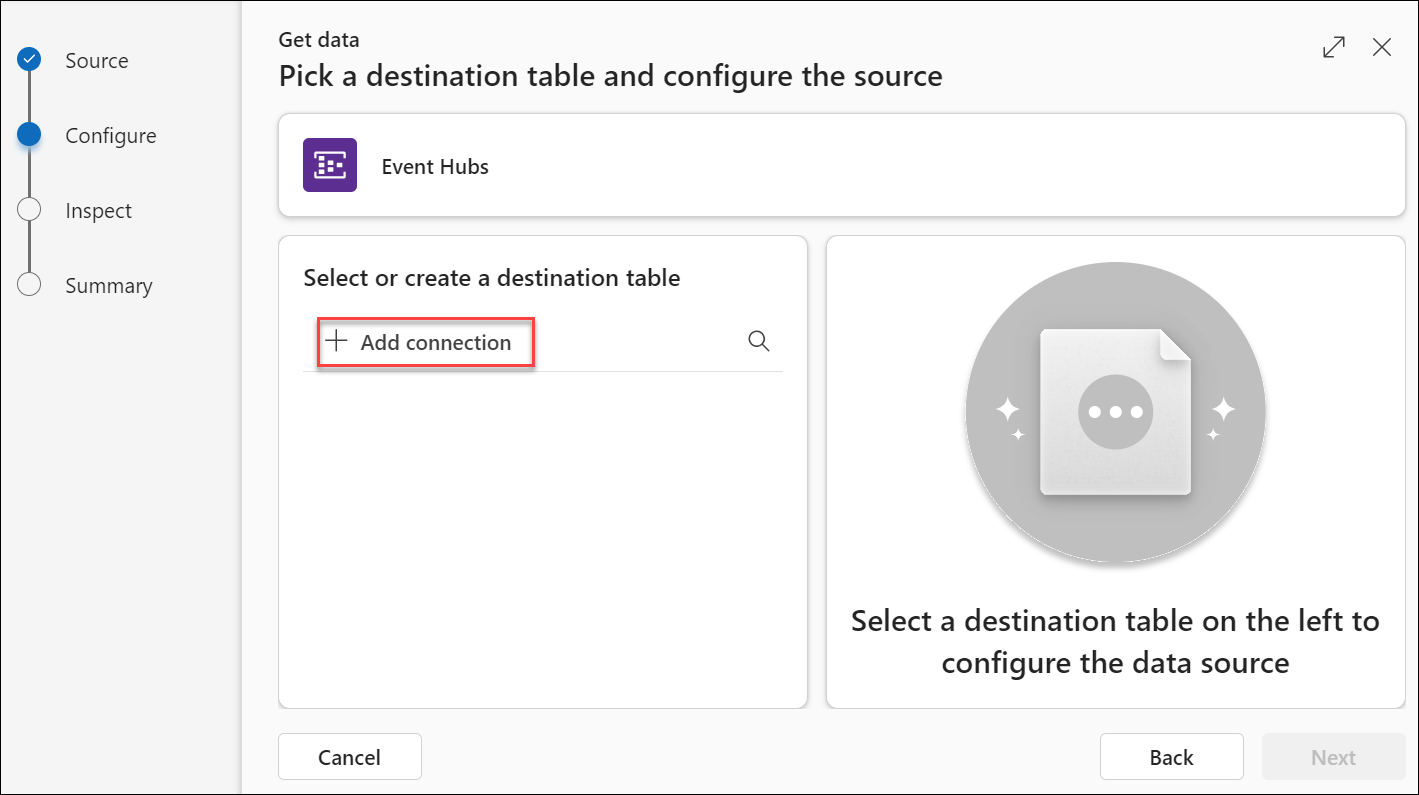 Source
Configure
Inspect
Summary
Get data
Pick a destination table and configure the source
Event Hubs
Select or create a destination table
Add connection
Select a destination table on the left to
configure the data source
Cancel
Back
Next